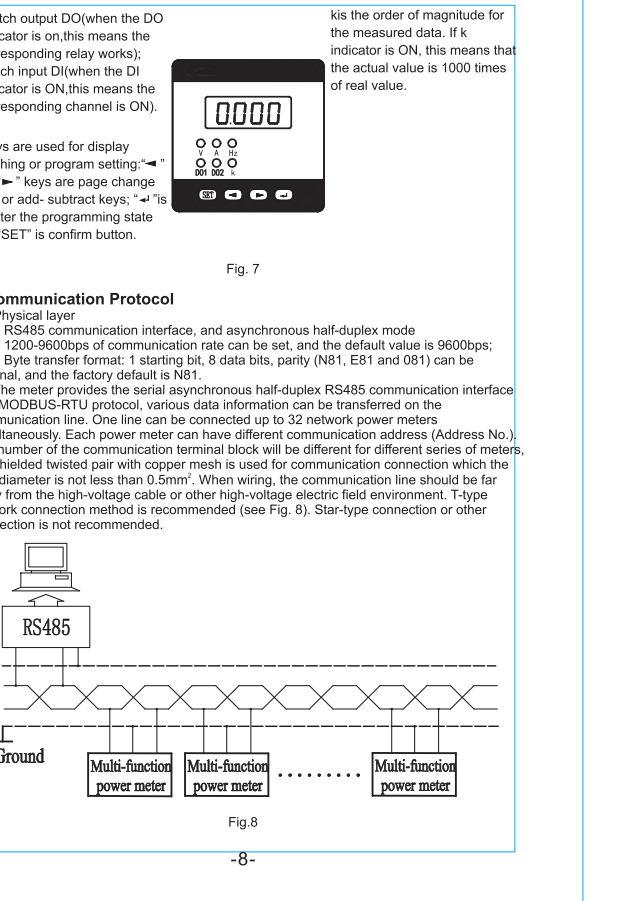 tch output DO(when the DO
icator is on,this means the
responding relay works);
tch input DI(when the DI
icator is ON,this means the
responding channel is ON).
ys are used for display
hing or program setting:“◄ ”
“► ” keys are page change
or add- subtract keys; “↵ ”is
ter the programming state
“SET” is confirm button.
0.000
V A Hz
DO1 DO2 k
SET ◄ ► ↵
kis the order of magnitude for
the measured data. If k
indicator is ON, this means that
the actual value is 1000 times
of real value.
Fig. 7
ommunication Protocol
Physical layer
RS485 communication interface, and asynchronous half-duplex mode
1200-9600bps of communication rate can be set, and the default value is 9600bps;
Byte transfer format: 1 starting bit, 8 data bits, parity (N81, E81 and 081) can be
nal, and the factory default is N81.
The meter provides the serial asynchronous half-duplex RS485 communication interface
MODBUS-RTU protocol, various data information can be transferred on the
munication line. One line can be connected up to 32 network power meters
ltaneously. Each power meter can have different communication address (Address No.).
number of the communication terminal block will be different for different series of meters,
hielded twisted pair with copper mesh is used for communication connection which the
diameter is not less than 0.5mm². When wiring, the communication line should be far
y from the high-voltage cable or other high-voltage electric field environment. T-type
ork connection method is recommended (see Fig. 8). Star-type connection or other
ection is not recommended.
RS485
Ground
Multi-function
power meter
Multi-function
power meter
.........
Multi-function
power meter
Fig.8
-8-